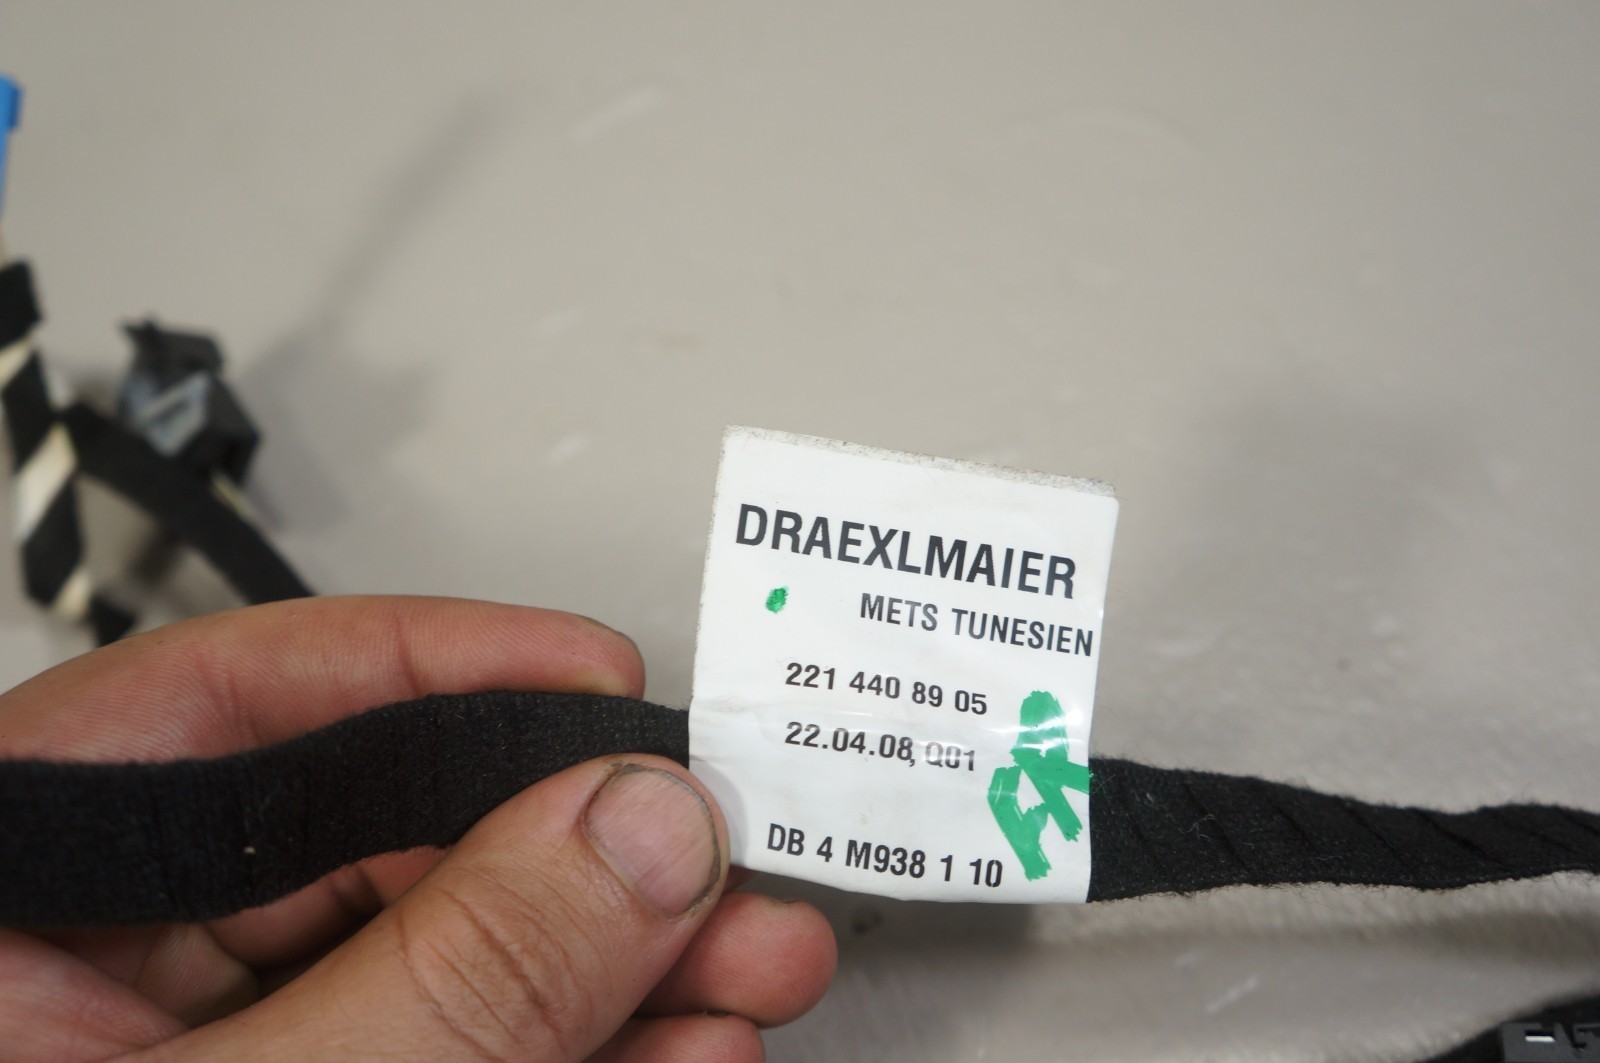 DRAEXLMAIER
METS TUNESIEN
221 440 89 05
22.04.08, Q01
DB 4 M938 1 10